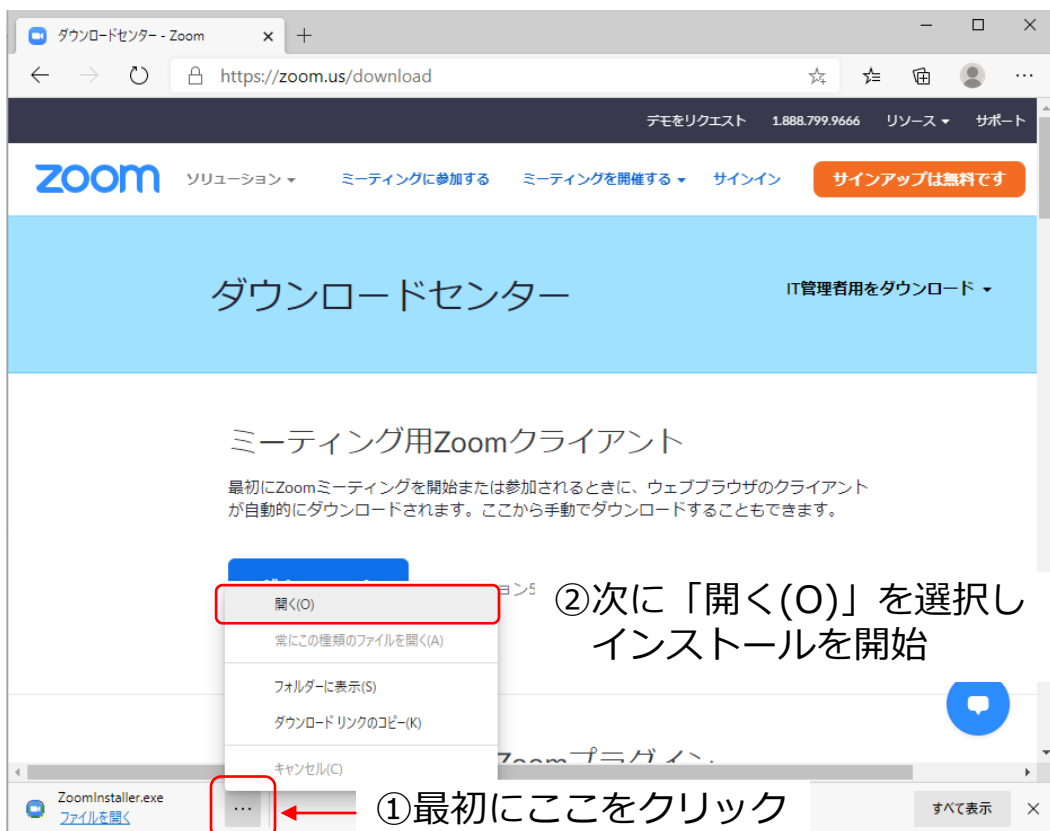 ダウンロードセンター - Zoom
https://zoom.us/download
デモをリクエスト 1.888.799.9666 リソース サポート
zoom ソリューション ミーティングに参加する ミーティングを開催する サインイン サインアップは無料です
ダウンロードセンター
IT管理者用をダウンロード
ミーティング用Zoomクライアント
最初にZoomミーティングを開始または参加されるときに、ウェブブラウザのクライアント
が自動的にダウンロードされます。ここから手動でダウンロードすることもできます。
開く(O)
常にこの種類のファイルを開く(A)
フォルダーに表示(S)
ダウンロード リンクのコピー(K)
キャンセル(C)
②次に「開く(O)」を選択し
インストールを開始
Zoomプラグイン
ZoomInstaller.exe
ファイルを開く
①最初にここをクリック
すべて表示